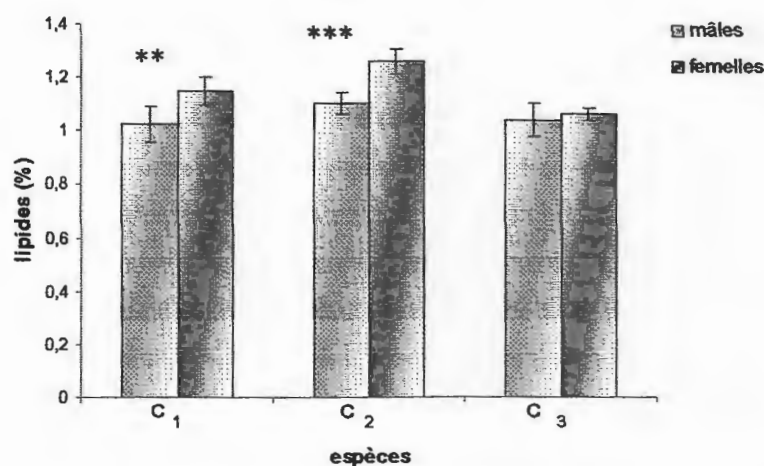 1,4
1,2
1
0,8
0,6
0,4
0,2
0
lipides (%)
**
***
mâles
femelles
C 1
C 2
C 3
espèces